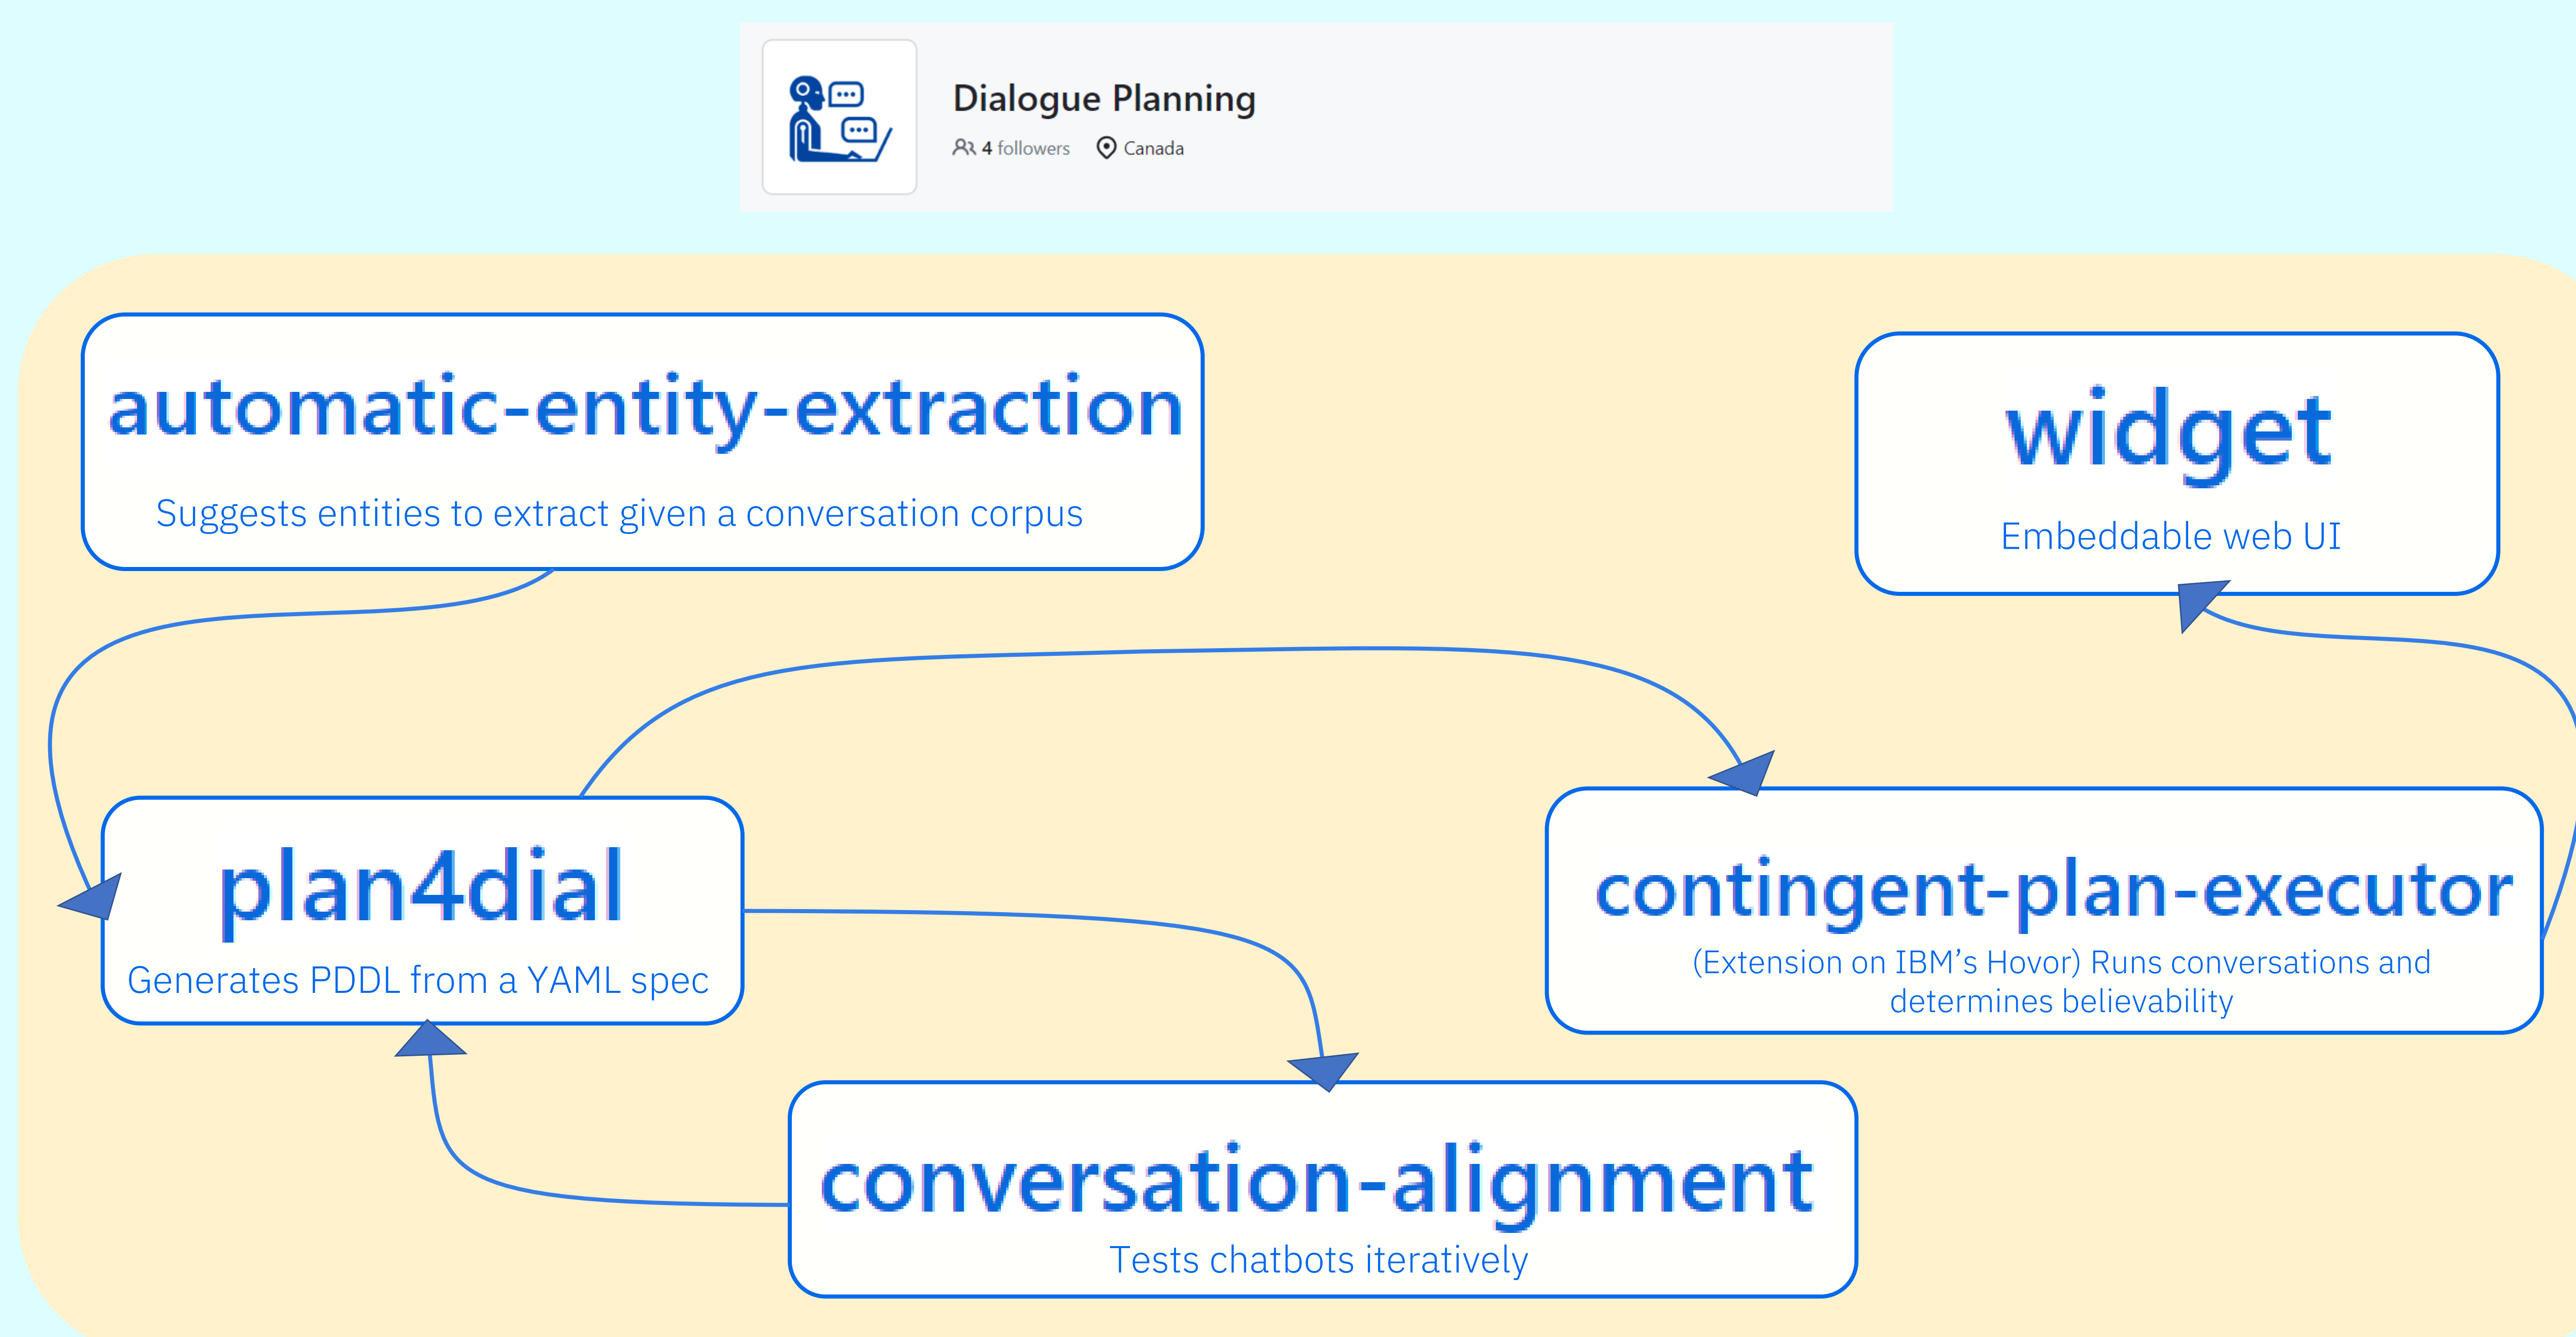 Dialogue Planning
4 followers Canada
automatic-entity-extraction
Suggests entities to extract given a conversation corpus
widget
Embeddable web UI
plan4dial
Generates PDDL from a YAML spec
contingent-plan-executor
(Extension on IBM’s Hovor) Runs conversations and
determines believability
conversation-alignment
Tests chatbots iteratively